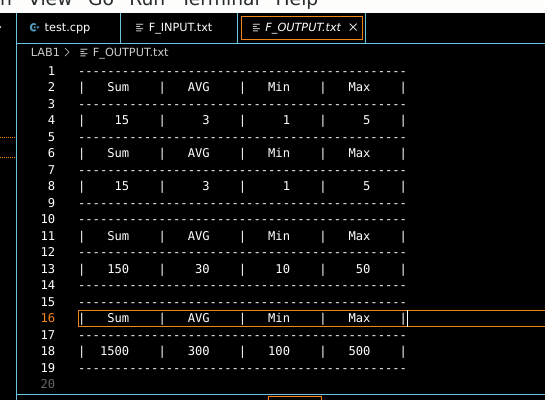 View Go Run Terminal Help
test.cpp F_INPUT.txt F_OUTPUT.txt
LAB1 > F_OUTPUT.txt
1 -----------------------------------------
2 |   Sum    |   AVG    |   Min    |   Max    |
3 -----------------------------------------
4 |    15    |     3    |     1    |     5    |
5 -----------------------------------------
6 |   Sum    |   AVG    |   Min    |   Max    |
7 -----------------------------------------
8 |    15    |     3    |     1    |     5    |
9 -----------------------------------------
10 -----------------------------------------
11 |   Sum    |   AVG    |   Min    |   Max    |
12 -----------------------------------------
13 |   150    |    30    |    10    |    50    |
14 -----------------------------------------
15 -----------------------------------------
16 |   Sum    |   AVG    |   Min    |   Max    |
17 -----------------------------------------
18 |  1500    |   300    |   100    |   500    |
19 -----------------------------------------
20